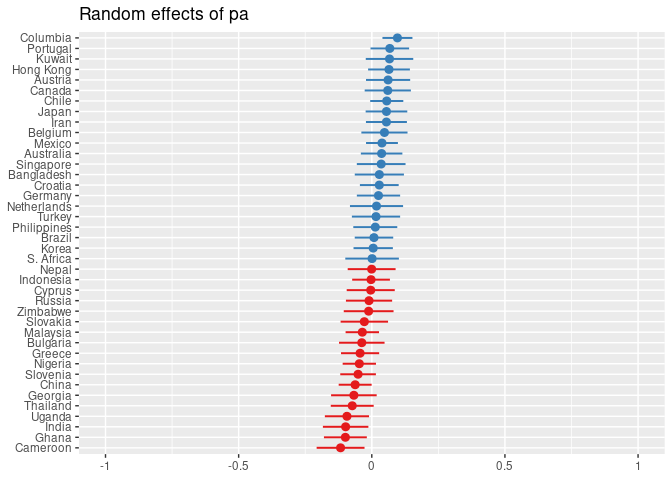 Random effects of pa
Columbia
Portugal
Kuwait
Hong Kong
Austria
Canada
Chile
Japan
Iran
Belgium
Mexico
Australia
Singapore
Bangladesh
Croatia
Germany
Netherlands
Turkey
Philippines
Brazil
Korea
S. Africa
Nepal
Indonesia
Cyprus
Russia
Zimbabwe
Slovakia
Malaysia
Bulgaria
Greece
Nigeria
Slovenia
China
Georgia
Thailand
Uganda
India
Ghana
Cameroon
-1 -0.5 0 0.5 1